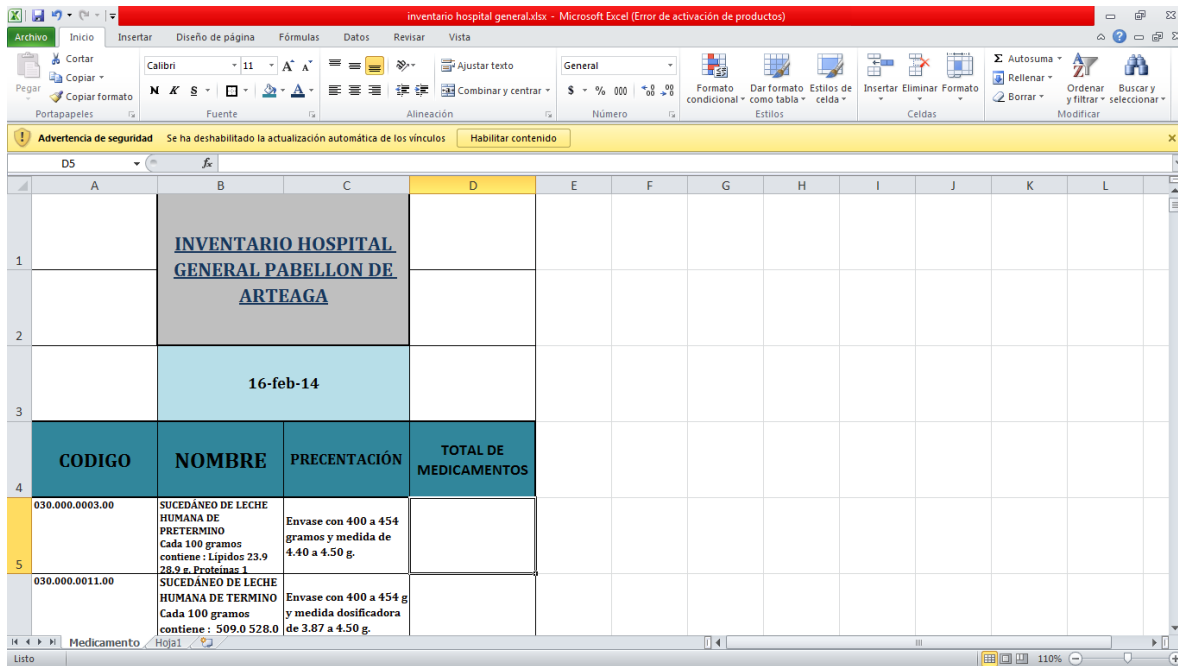 inventario hospital general.xlsx - Microsoft Excel (Error de activación de productos)
Archivo Inicio Insertar Diseño de página Fórmulas Datos Revisar Vista
Pegar
Cortar
Copiar
Copiar formato
Portapapeles
Calibri 11
N K S
Fuente
Ajustar texto
Combinar y centrar
Alineación
General
$ % 000
Número
Formato condicional
Dar formato como tabla
Estilos de celda
Estilos
Insertar Eliminar Formato
Celdas
Σ Autosuma
Rellenar
Borrar
Ordenar y filtrar
Buscar y seleccionar
Modificar
Advertencia de seguridad Se ha deshabilitado la actualización automática de los vínculos Habilitar contenido
D5 fx
A B C D E F G H I J K L
1
INVENTARIO HOSPITAL
GENERAL PABELLON DE
ARTEAGA
2
16-feb-14
3
CODIGO NOMBRE PRECENTACIÓN TOTAL DE MEDICAMENTOS
4
030.000.0003.00
SUCEDÁNEO DE LECHE
HUMANA DE
PRETERMINO
Cada 100 gramos
contiene : Lípidos 23.9
28.9 g. Proteínas 1
Envase con 400 a 454
gramos y medida de
4.40 a 4.50 g.
5
030.000.0011.00
SUCEDÁNEO DE LECHE
HUMANA DE TERMINO
Cada 100 gramos
contiene : 509.0 528.0
Envase con 400 a 454 g
y medida dosificadora
de 3.87 a 4.50 g.
Medicamento Hoja1
Listo 110%